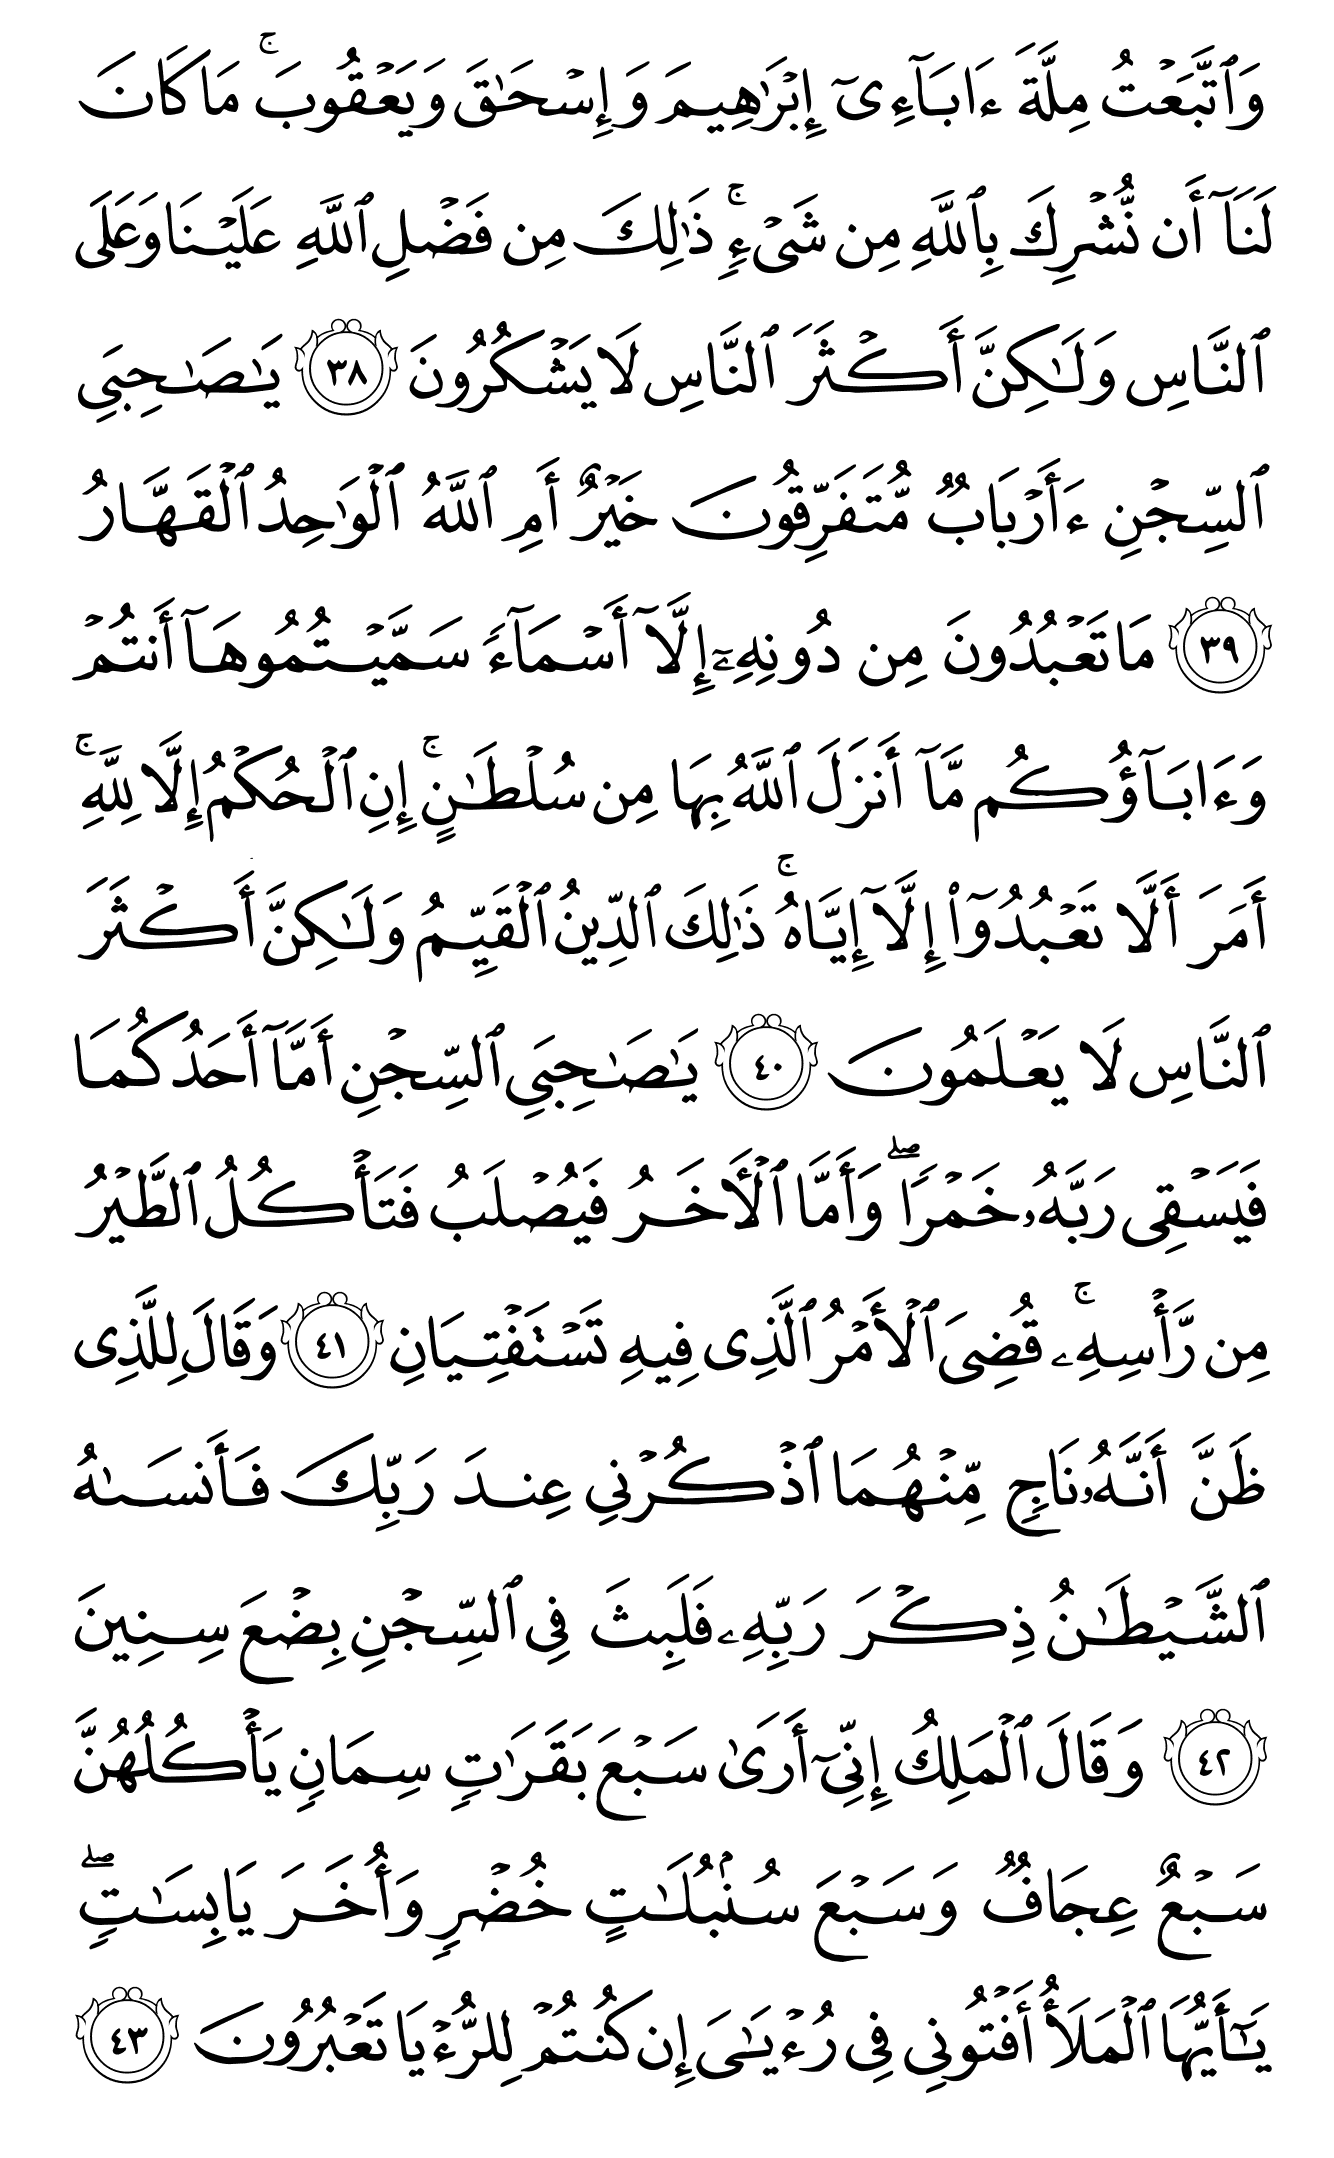 وَٱتَّبَعۡتُ مِلَّةَ ءَابَآءِيٓ إِبۡرَٰهِيمَ وَإِسۡحَٰقَ وَيَعۡقُوبَۚ مَا كَانَ
لَنَآ أَن نُّشۡرِكَ بِٱللَّهِ مِن شَيۡءٖۚ ذَٰلِكَ مِن فَضۡلِ ٱللَّهِ عَلَيۡنَا وَعَلَى
ٱلنَّاسِ وَلَٰكِنَّ أَكۡثَرَ ٱلنَّاسِ لَا يَشۡكُرُونَ ٣٨ يَٰصَٰحِبَيِ
ٱلسِّجۡنِ ءَأَرۡبَابٞ مُّتَفَرِّقُونَ خَيۡرٌ أَمِ ٱللَّهُ ٱلۡوَٰحِدُ ٱلۡقَهَّارُ
٣٩ مَا تَعۡبُدُونَ مِن دُونِهِۦٓ إِلَّآ أَسۡمَآءٗ سَمَّيۡتُمُوهَآ أَنتُمۡ
وَءَابَآؤُكُم مَّآ أَنزَلَ ٱللَّهُ بِهَا مِن سُلۡطَٰنٍۚ إِنِ ٱلۡحُكۡمُ إِلَّا لِلَّهِۚ
أَمَرَ أَلَّا تَعۡبُدُوٓاْ إِلَّآ إِيَّاهُۚ ذَٰلِكَ ٱلدِّينُ ٱلۡقَيِّمُ وَلَٰكِنَّ أَكۡثَرَ
ٱلنَّاسِ لَا يَعۡلَمُونَ ٤٠ يَٰصَٰحِبَيِ ٱلسِّجۡنِ أَمَّآ أَحَدُكُمَا
فَيَسۡقِي رَبَّهُۥ خَمۡرٗاۖ وَأَمَّا ٱلۡأٓخَرُ فَيُصۡلَبُ فَتَأۡكُلُ ٱلطَّيۡرُ
مِن رَّأۡسِهِۦۚ قُضِيَ ٱلۡأَمۡرُ ٱلَّذِي فِيهِ تَسۡتَفۡتِيَانِ ٤١ وَقَالَ لِلَّذِي
ظَنَّ أَنَّهُۥ نَاجٖ مِّنۡهُمَا ٱذۡكُرۡنِي عِندَ رَبِّكَ فَأَنسَىٰهُ
ٱلشَّيۡطَٰنُ ذِكۡرَ رَبِّهِۦ فَلَبِثَ فِي ٱلسِّجۡنِ بِضۡعَ سِنِينَ
٤٢ وَقَالَ ٱلۡمَلِكُ إِنِّيٓ أَرَىٰ سَبۡعَ بَقَرَٰتٖ سِمَانٖ يَأۡكُلُهُنَّ
سَبۡعٌ عِجَافٞ وَسَبۡعَ سُنۢبُلَٰتٍ خُضۡرٖ وَأُخَرَ يَابِسَٰتٖۖ
يَٰٓأَيُّهَا ٱلۡمَلَأُ أَفۡتُونِي فِي رُءۡيَٰيَ إِن كُنتُمۡ لِلرُّءۡيَا تَعۡبُرُونَ ٤٣